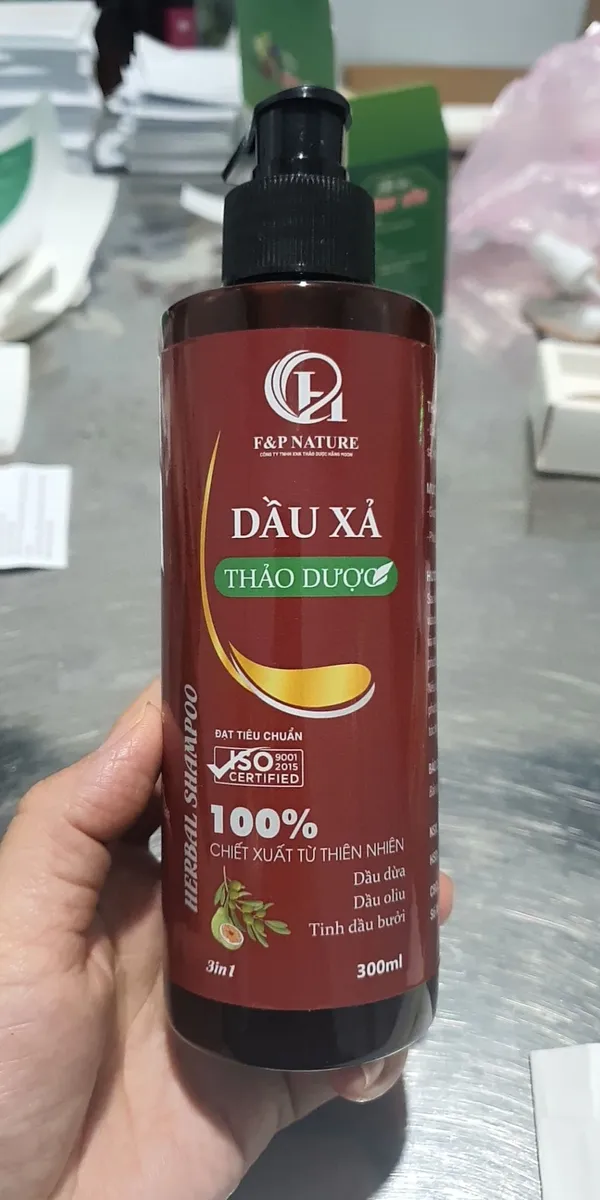 F&P NATURE
CÔNG TY TNHH XNK THẢO DƯỢC HẰNG MOOM
DẦU XẢ
THẢO DƯỢC
HERBAL SHAMPOO
ĐẠT TIÊU CHUẨN
ISO 9001
2015
CERTIFIED
100%
CHIẾT XUẤT TỪ THIÊN NHIÊN
Dầu dừa
Dầu oliu
Tinh dầu bưởi
3in1
300ml